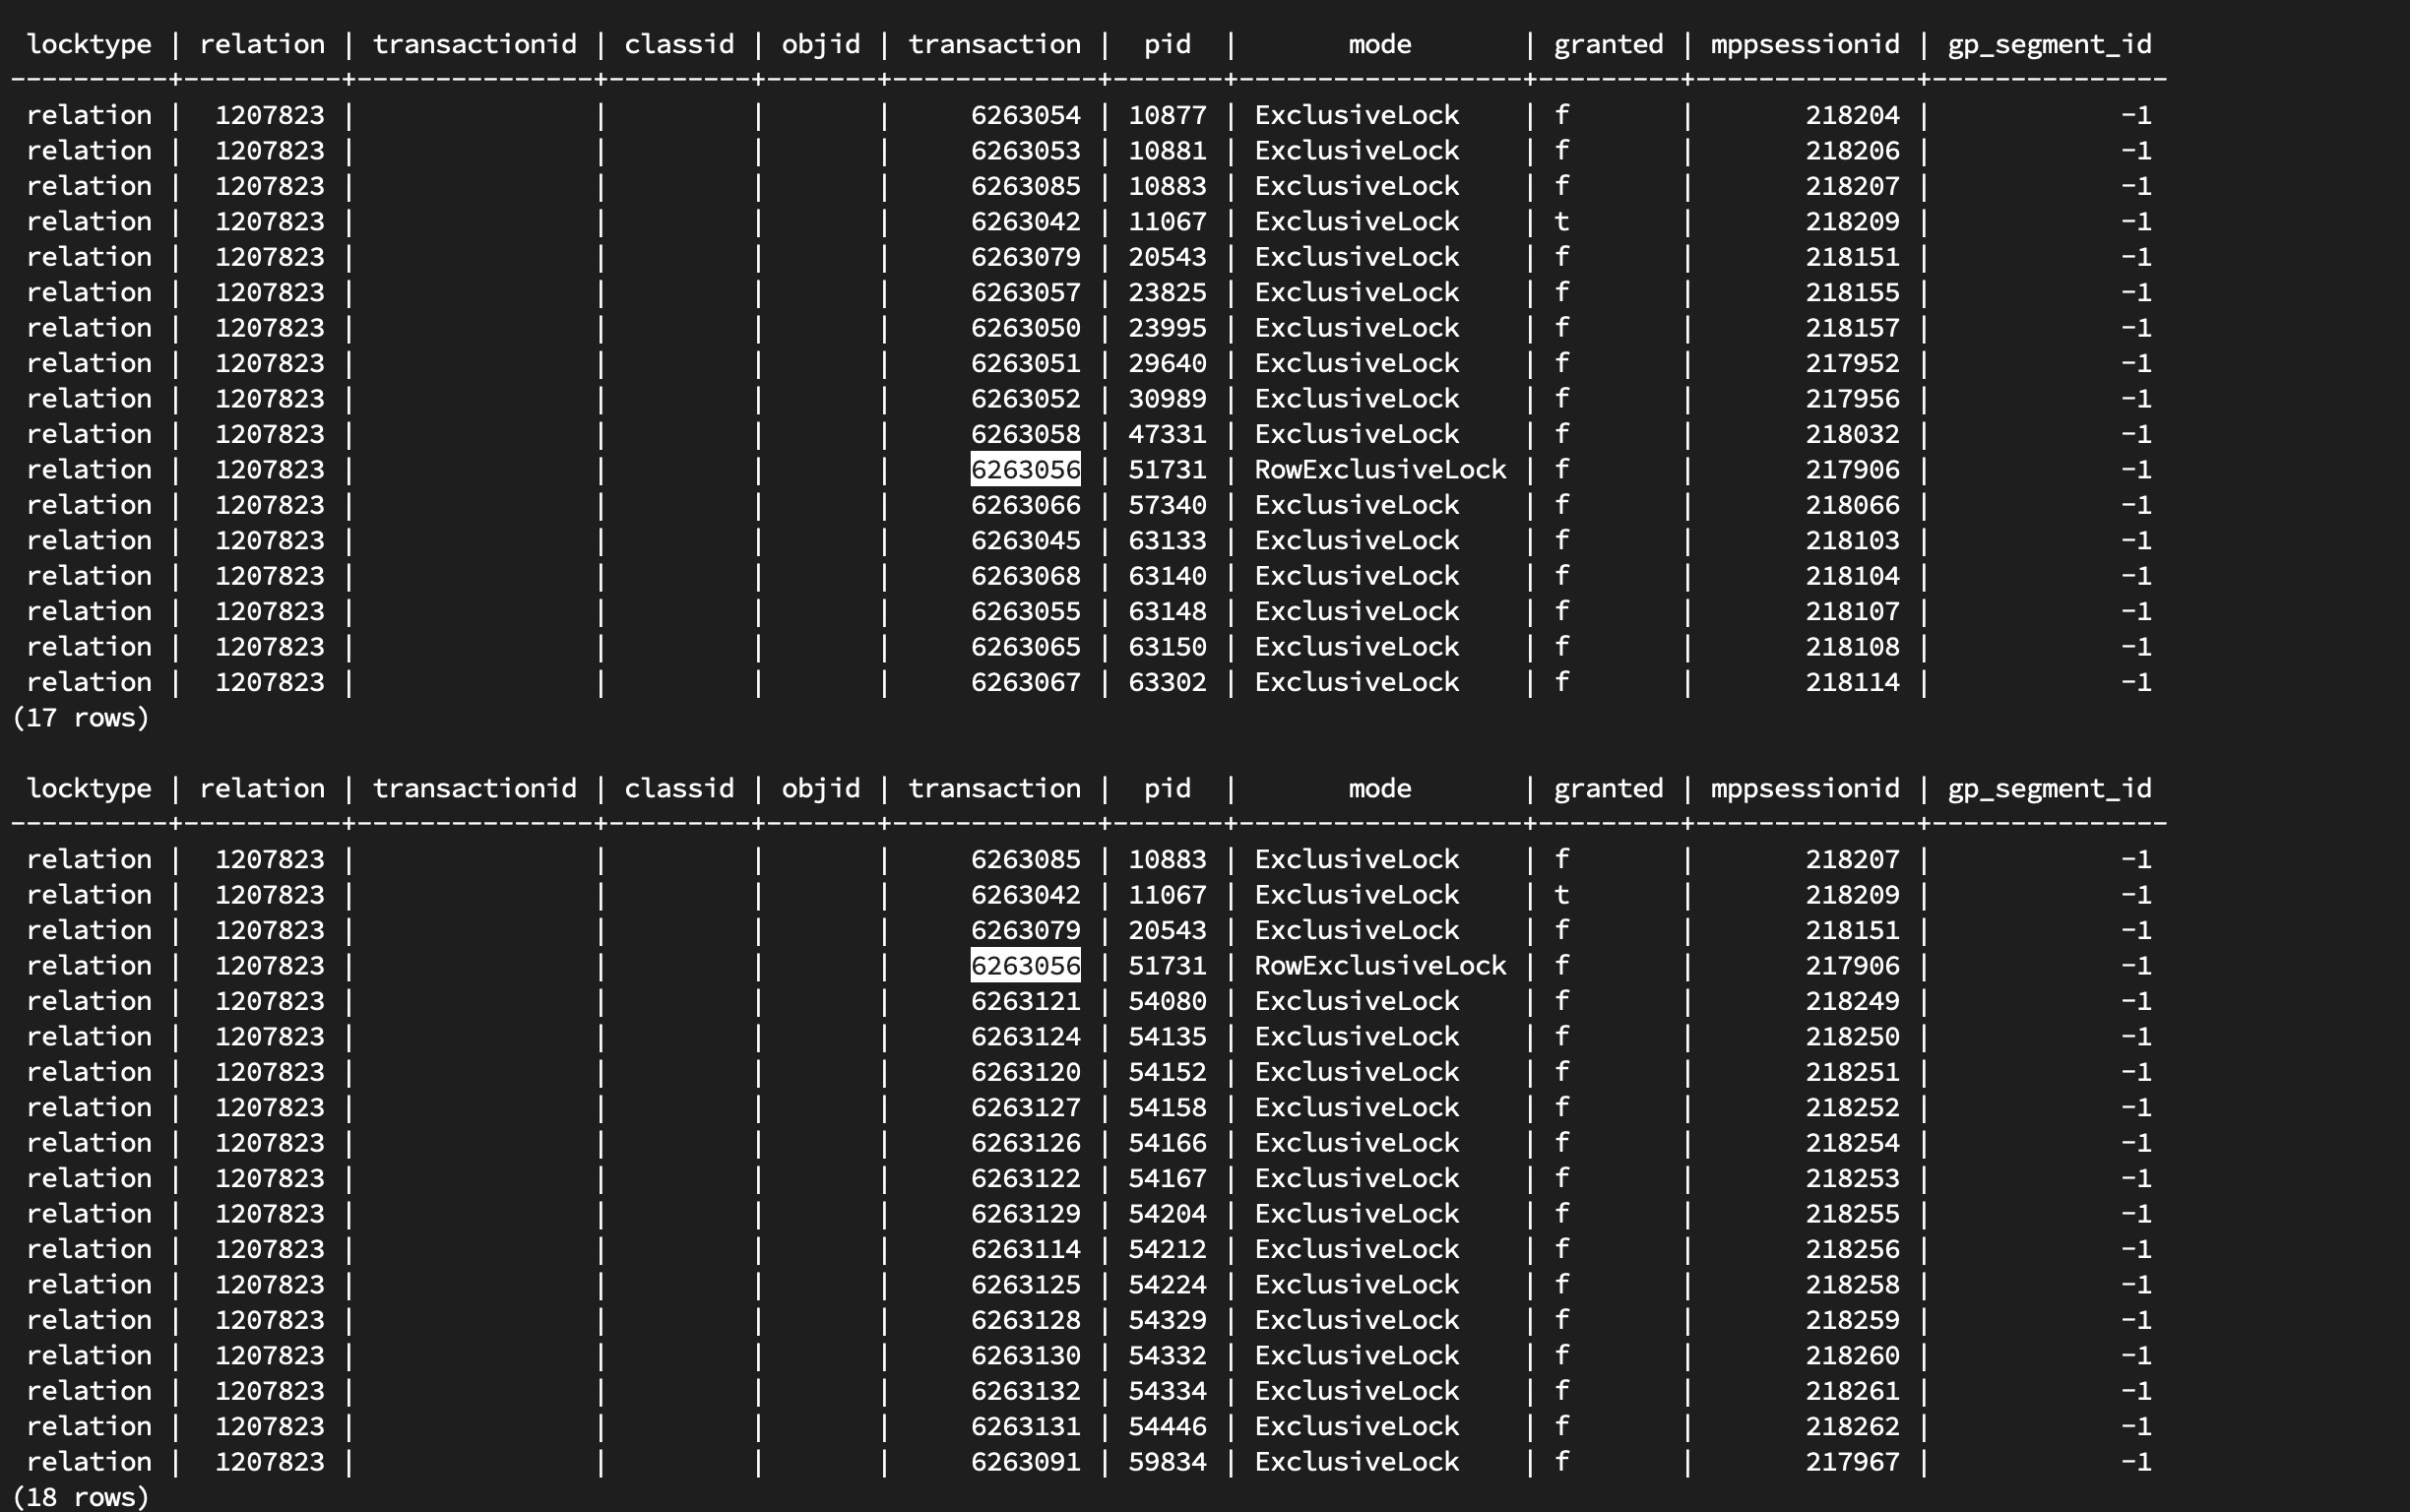 locktype | relation | transactionid | classid | objid | transaction | pid | mode | granted | mppsessionid | gp_segment_id
----------+----------+---------------+---------+-------+-------------+-------+------------------+---------+--------------+---------------
relation | 1207823 | | | | 6263054 | 10877 | ExclusiveLock | f | 218204 | -1
relation | 1207823 | | | | 6263053 | 10881 | ExclusiveLock | f | 218206 | -1
relation | 1207823 | | | | 6263085 | 10883 | ExclusiveLock | f | 218207 | -1
relation | 1207823 | | | | 6263042 | 11067 | ExclusiveLock | t | 218209 | -1
relation | 1207823 | | | | 6263079 | 20543 | ExclusiveLock | f | 218151 | -1
relation | 1207823 | | | | 6263057 | 23825 | ExclusiveLock | f | 218155 | -1
relation | 1207823 | | | | 6263050 | 23995 | ExclusiveLock | f | 218157 | -1
relation | 1207823 | | | | 6263051 | 29640 | ExclusiveLock | f | 217952 | -1
relation | 1207823 | | | | 6263052 | 30989 | ExclusiveLock | f | 217956 | -1
relation | 1207823 | | | | 6263058 | 47331 | ExclusiveLock | f | 218032 | -1
relation | 1207823 | | | | 6263056 | 51731 | RowExclusiveLock | f | 217906 | -1
relation | 1207823 | | | | 6263066 | 57340 | ExclusiveLock | f | 218066 | -1
relation | 1207823 | | | | 6263045 | 63133 | ExclusiveLock | f | 218103 | -1
relation | 1207823 | | | | 6263068 | 63140 | ExclusiveLock | f | 218104 | -1
relation | 1207823 | | | | 6263055 | 63148 | ExclusiveLock | f | 218107 | -1
relation | 1207823 | | | | 6263065 | 63150 | ExclusiveLock | f | 218108 | -1
relation | 1207823 | | | | 6263067 | 63302 | ExclusiveLock | f | 218114 | -1
(17 rows)
locktype | relation | transactionid | classid | objid | transaction | pid | mode | granted | mppsessionid | gp_segment_id
----------+----------+---------------+---------+-------+-------------+-------+------------------+---------+--------------+---------------
relation | 1207823 | | | | 6263085 | 10883 | ExclusiveLock | f | 218207 | -1
relation | 1207823 | | | | 6263042 | 11067 | ExclusiveLock | t | 218209 | -1
relation | 1207823 | | | | 6263079 | 20543 | ExclusiveLock | f | 218151 | -1
relation | 1207823 | | | | 6263056 | 51731 | RowExclusiveLock | f | 217906 | -1
relation | 1207823 | | | | 6263121 | 54080 | ExclusiveLock | f | 218249 | -1
relation | 1207823 | | | | 6263124 | 54135 | ExclusiveLock | f | 218250 | -1
relation | 1207823 | | | | 6263120 | 54152 | ExclusiveLock | f | 218251 | -1
relation | 1207823 | | | | 6263127 | 54158 | ExclusiveLock | f | 218252 | -1
relation | 1207823 | | | | 6263126 | 54166 | ExclusiveLock | f | 218254 | -1
relation | 1207823 | | | | 6263122 | 54167 | ExclusiveLock | f | 218253 | -1
relation | 1207823 | | | | 6263129 | 54204 | ExclusiveLock | f | 218255 | -1
relation | 1207823 | | | | 6263114 | 54212 | ExclusiveLock | f | 218256 | -1
relation | 1207823 | | | | 6263125 | 54224 | ExclusiveLock | f | 218258 | -1
relation | 1207823 | | | | 6263128 | 54329 | ExclusiveLock | f | 218259 | -1
relation | 1207823 | | | | 6263130 | 54332 | ExclusiveLock | f | 218260 | -1
relation | 1207823 | | | | 6263132 | 54334 | ExclusiveLock | f | 218261 | -1
relation | 1207823 | | | | 6263131 | 54446 | ExclusiveLock | f | 218262 | -1
relation | 1207823 | | | | 6263091 | 59834 | ExclusiveLock | f | 217967 | -1
(18 rows)